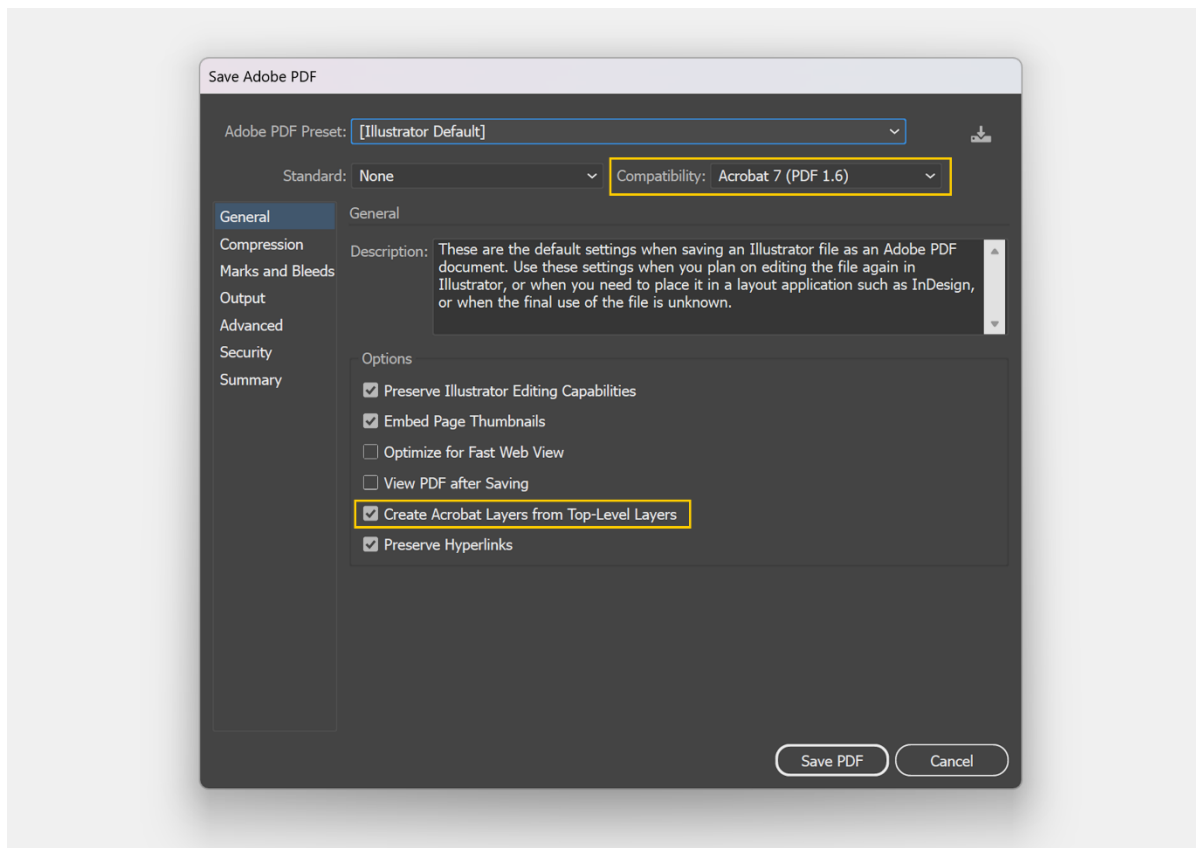 Save Adobe PDF
Adobe PDF Preset: [Illustrator Default]
Standard: None Compatibility: Acrobat 7 (PDF 1.6)
General
Compression
Marks and Bleeds
Output
Advanced
Security
Summary
General
Description: These are the default settings when saving an Illustrator file as an Adobe PDF
document. Use these settings when you plan on editing the file again in
Illustrator, or when you need to place it in a layout application such as InDesign,
or when the final use of the file is unknown.
Options
Preserve Illustrator Editing Capabilities
Embed Page Thumbnails
Optimize for Fast Web View
View PDF after Saving
Create Acrobat Layers from Top-Level Layers
Preserve Hyperlinks
Save PDF Cancel